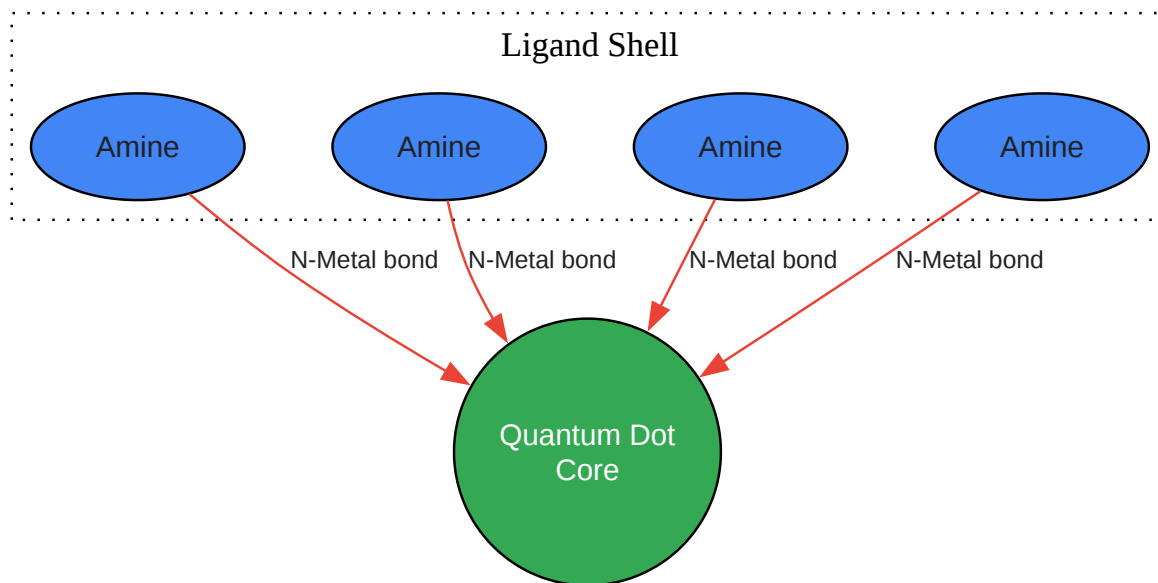 Ligand Shell
Amine
Amine
Amine
Amine
N-Metal bond
N-Metal bond
N-Metal bond
N-Metal bond
Quantum Dot
Core